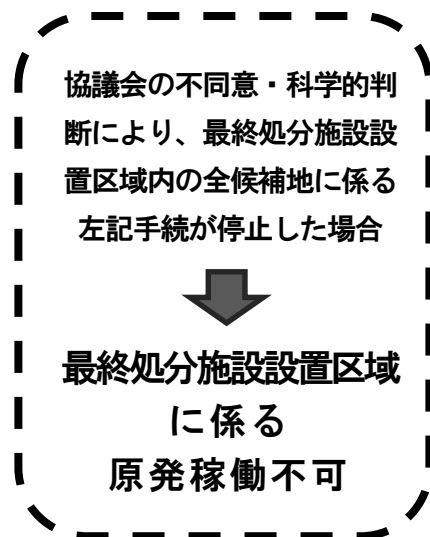 協議会の不同意・科学的判
断により、最終処分施設設
置区域内の全候補地に係る
左記手続が停止した場合
最終処分施設設置区域
に係る
原発稼働不可